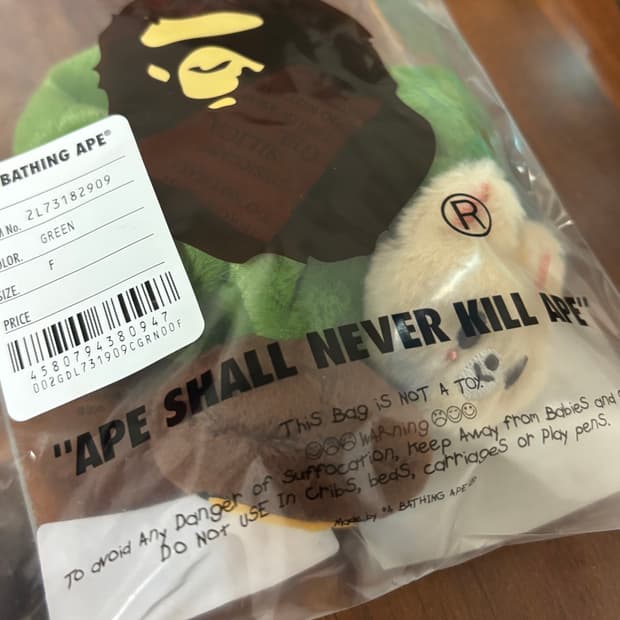 BATHING APE®
No. 2L73182909
OLOR. GREEN
SIZE. F
PRICE
4580794380947
002GDL731909CGRN00F
®
"APE SHALL NEVER KILL APE"
This Bag is NOT A TOY.
WARning
To avoid Any Danger of Suffocation, Keep Away from Babies and
DO NOT USE In cribs, beds, carriages or Play pens.
Made by "A BATHING APE®"